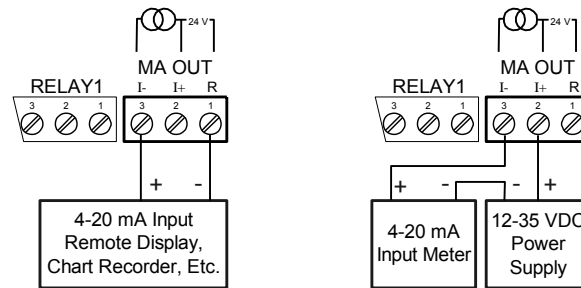 24 V
MA OUT
RELAY1 I- I+ R
3 2 1 3 2 1
+ -
4-20 mA Input
Remote Display,
Chart Recorder, Etc.
24 V
MA OUT
RELAY1 I- I+ R
3 2 1 3 2 1
+ - - +
4-20 mA
Input Meter
12-35 VDC
Power
Supply